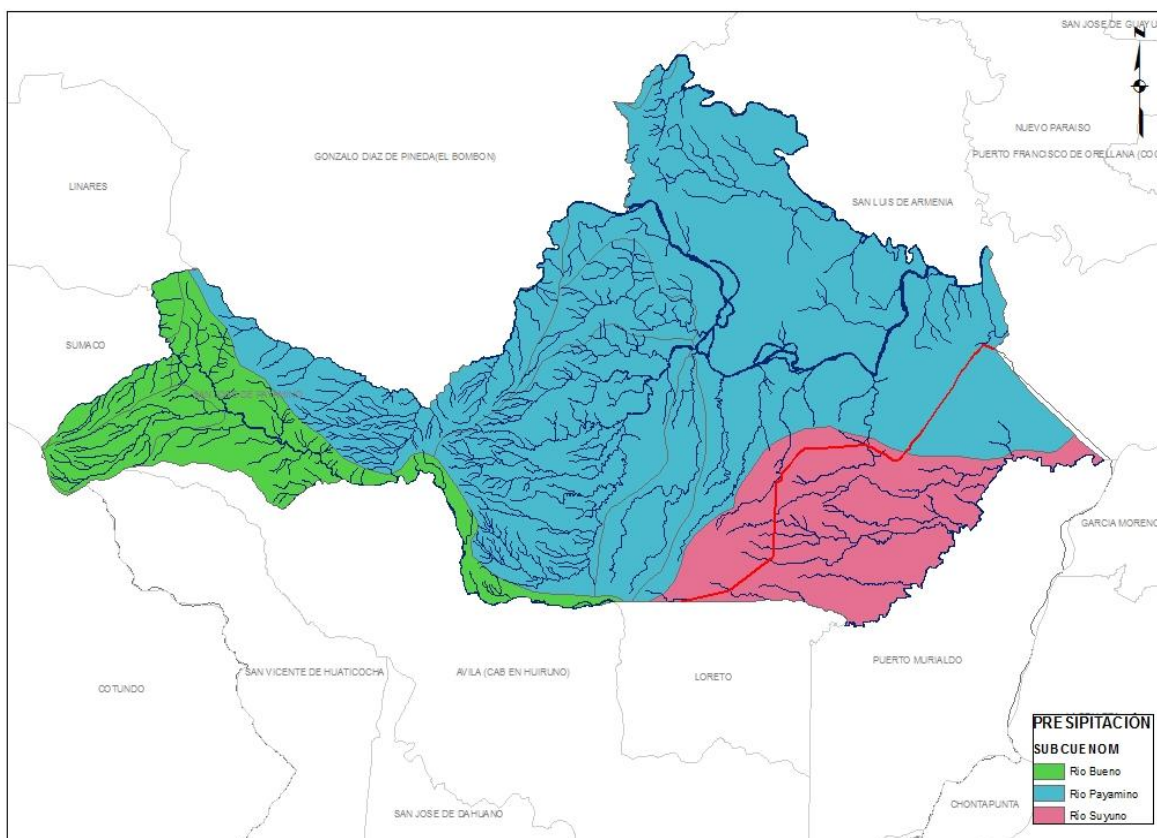 SAN JOSE DE GUAYU
N
NUEVO PARAISO
GONZALO DIAZ DE PINEDA(EL BOMBON)
PUERTO FRANCISCO DE ORELLANA (COC
LINARES
SAN LUIS DE ARMENIA
SUMACO
GARCIA MORENO
PUERTO MURIALDO
SAN VICENTE DE HUATICOCHA
AVILA (CAB EN HUIRUNO)
LORETO
COTUNDO
PRESIPITACIÓN
SUBCUENOM
Río Bueno
Río Payamino
Río Suyuno
CHONTAPUNTA
SAN JOSE DE DAHUANO